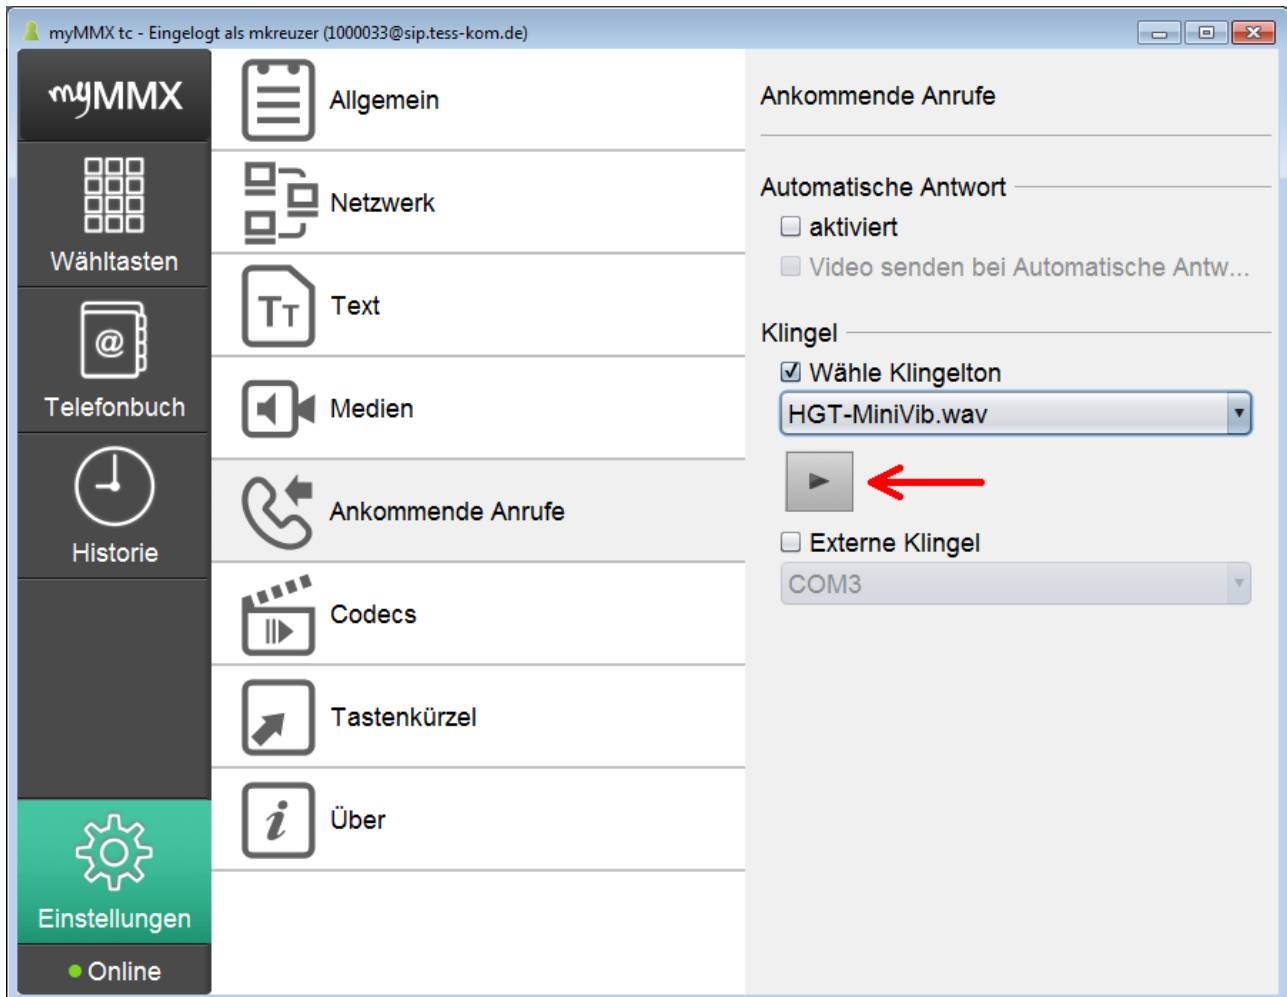 myMMX tc - Eingelogt als mkreuzer (1000033@sip.tess-kom.de)
myMMX
Wähltasten
Telefonbuch
Historie
Einstellungen
Online
Allgemein
Netzwerk
Text
Medien
Ankommende Anrufe
Codecs
Tastenkürzel
Über
Ankommende Anrufe
Automatische Antwort
aktiviert
Video senden bei Automatische Antw...
Klingel
Wähle Klingelton
HGT-MiniVib.wav
Externe Klingel
COM3